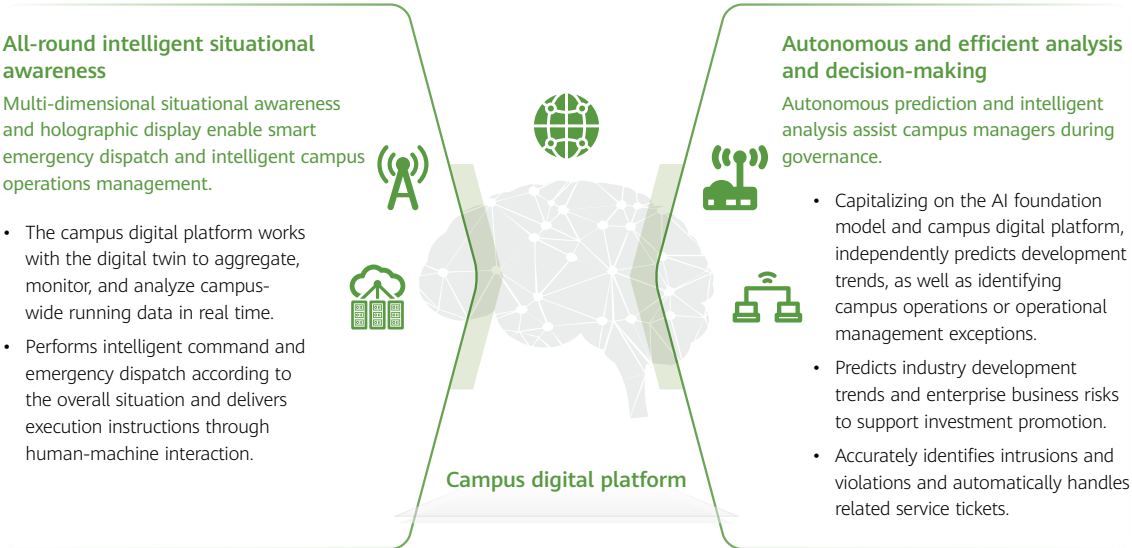 All-round intelligent situational
awareness
Multi-dimensional situational awareness
and holographic display enable smart
emergency dispatch and intelligent campus
operations management.
• The campus digital platform works
with the digital twin to aggregate,
monitor, and analyze campus-
wide running data in real time.
• Performs intelligent command and
emergency dispatch according to
the overall situation and delivers
execution instructions through
human-machine interaction.
Campus digital platform
Autonomous and efficient analysis
and decision-making
Autonomous prediction and intelligent
analysis assist campus managers during
governance.
• Capitalizing on the AI foundation
model and campus digital platform,
independently predicts development
trends, as well as identifying
campus operations or operational
management exceptions.
• Predicts industry development
trends and enterprise business risks
to support investment promotion.
• Accurately identifies intrusions and
violations and automatically handles
related service tickets.